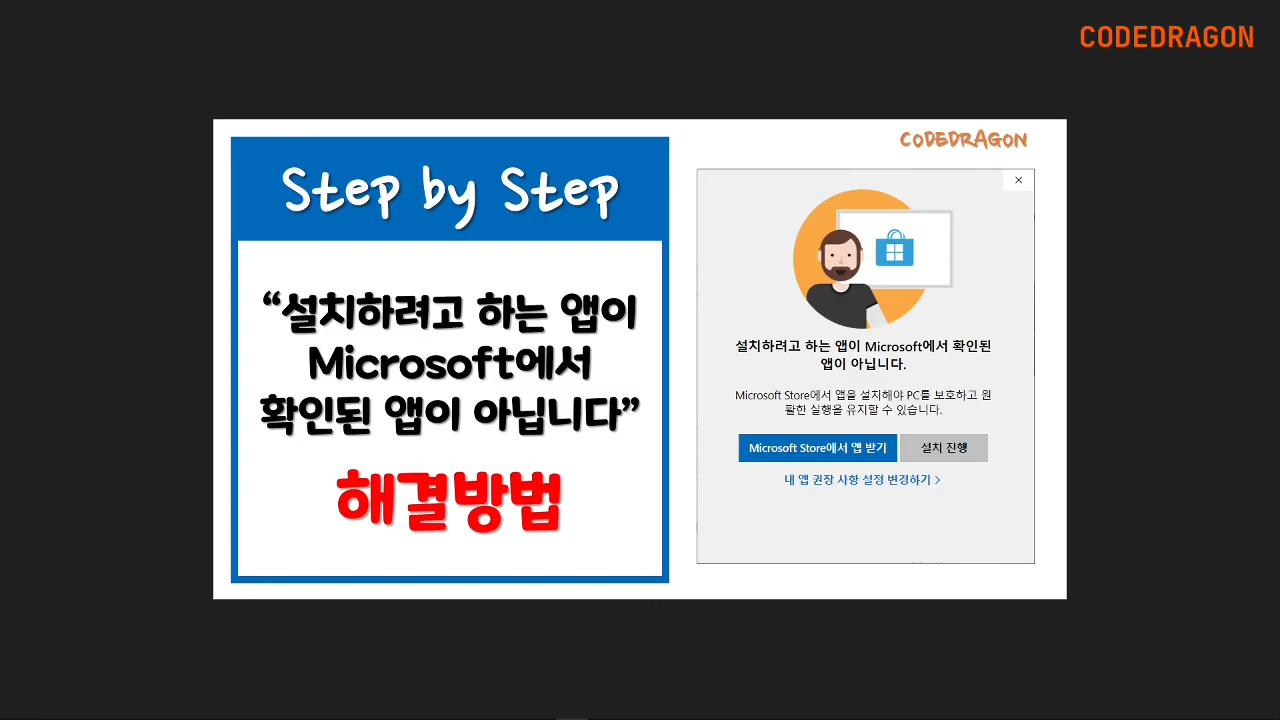 CODEDRAGON
CODEDRAGON
Step by Step
“설치하려고 하는 앱이
Microsoft에서
확인된 앱이 아닙니다”
해결방법
설치하려고 하는 앱이 Microsoft에서 확인된
앱이 아닙니다.
Microsoft Store에서 앱을 설치해야 PC를 보호하고 원
활한 실행을 유지할 수 있습니다.
Microsoft Store에서 앱 받기
설치 진행
내 앱 권장 사항 설정 변경하기 >